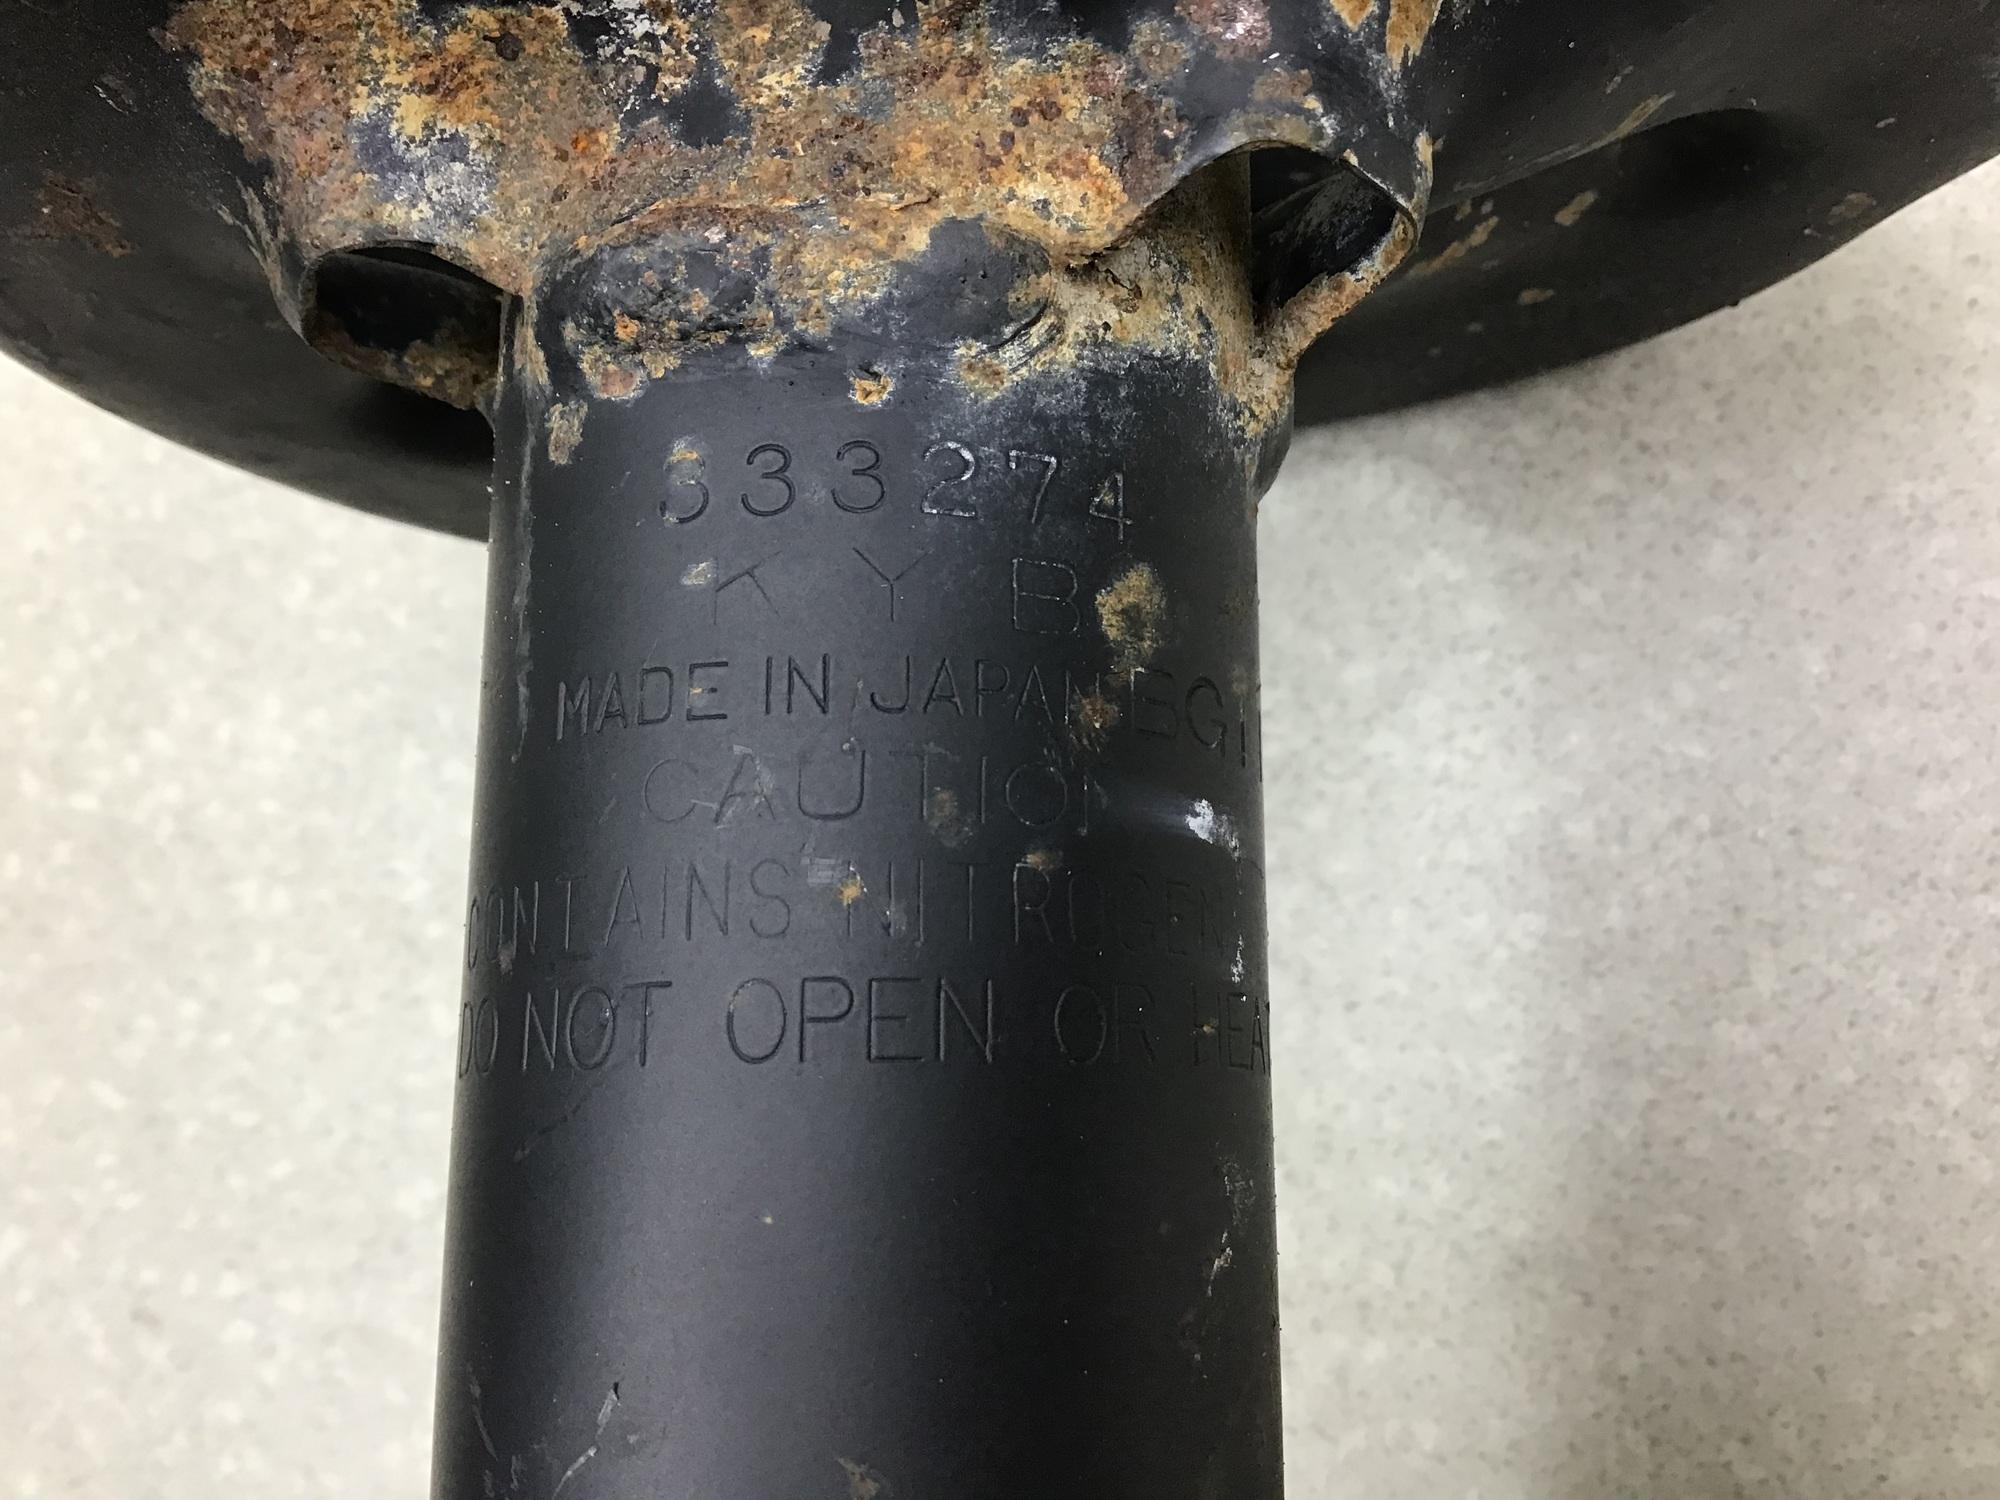 333274
KYB
MADE IN JAPAN
CAUTION
CONTAINS NITROGEN
DO NOT OPEN OR HEAT